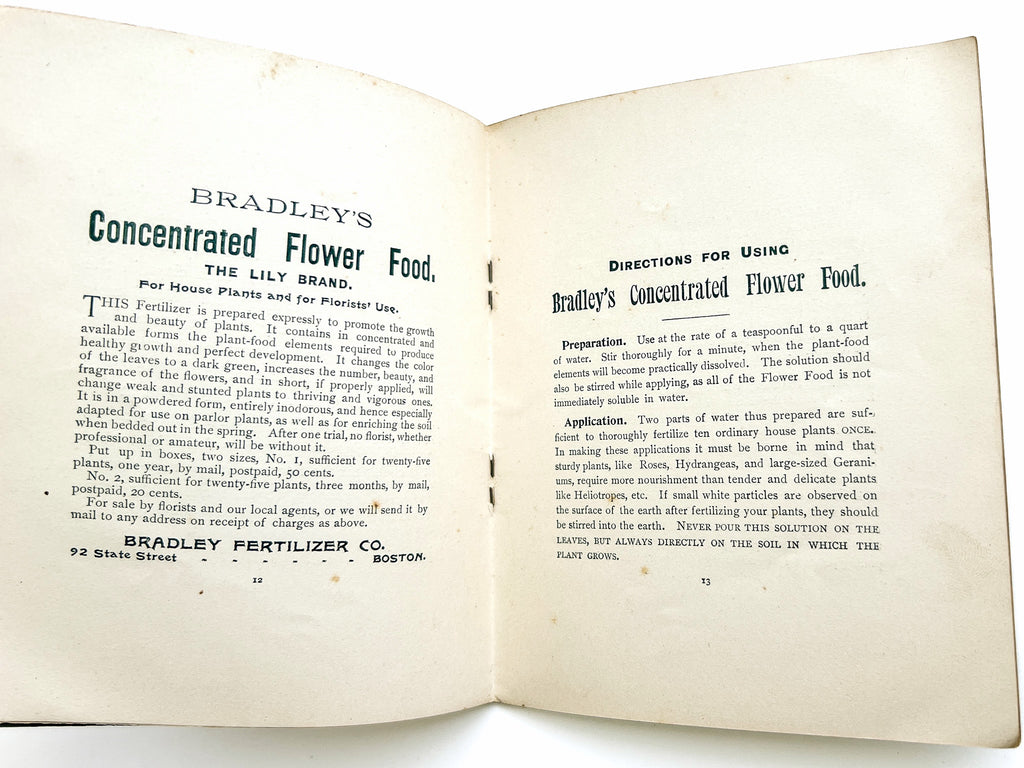 BRADLEY'S
Concentrated Flower Food.
THE LILY BRAND.
For House Plants and for Florists' Use.
THIS Fertilizer is prepared expressly to promote the growth
and beauty of plants. It contains in concentrated and
available forms the plant-food elements required to produce
healthy growth and perfect development. It changes the color
of the leaves to a dark green, increases the number, beauty, and
fragrance of the flowers, and in short, if properly applied, will
change weak and stunted plants to thriving and vigorous ones.
It is in a powdered form, entirely inodorous, and hence especially
adapted for use on parlor plants, as well as for enriching the soil
when bedded out in the spring. After one trial, no florist, whether
professional or amateur, will be without it.
Put up in boxes, two sizes, No. 1, sufficient for twenty-five
plants, one year, by mail, postpaid, 50 cents.
No. 2, sufficient for twenty-five plants, three months, by mail,
postpaid, 20 cents.
For sale by florists and our local agents, or we will send it by
mail to any address on receipt of charges as above.
BRADLEY FERTILIZER CO.
92 State Street - - - - - - BOSTON.
12
DIRECTIONS FOR USING
Bradley's Concentrated Flower Food.
Preparation. Use at the rate of a teaspoonful to a quart
of water. Stir thoroughly for a minute, when the plant-food
elements will become practically dissolved. The solution should
also be stirred while applying, as all of the Flower Food is not
immediately soluble in water.
Application. Two parts of water thus prepared are suf-
ficient to thoroughly fertilize ten ordinary house plants ONCE.
In making these applications it must be borne in mind that
sturdy plants, like Roses, Hydrangeas, and large-sized Gerani-
ums, require more nourishment than tender and delicate plants
like Heliotropes, etc. If small white particles are observed on
the surface of the earth after fertilizing your plants, they should
be stirred into the earth. NEVER POUR THIS SOLUTION ON THE
LEAVES, BUT ALWAYS DIRECTLY ON THE SOIL IN WHICH THE
PLANT GROWS.
13